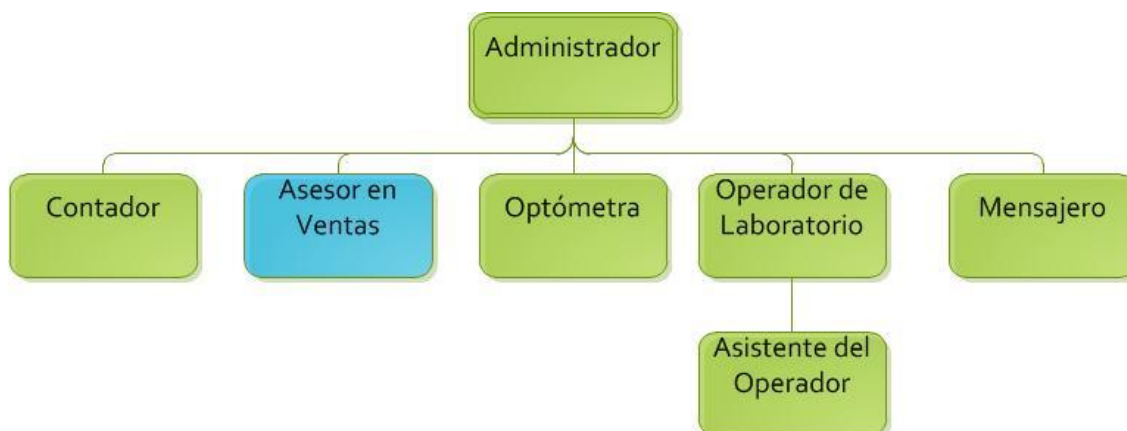 Administrador
Contador
Asesor en
Ventas
Optómetra
Operador de
Laboratorio
Mensajero
Asistente del
Operador